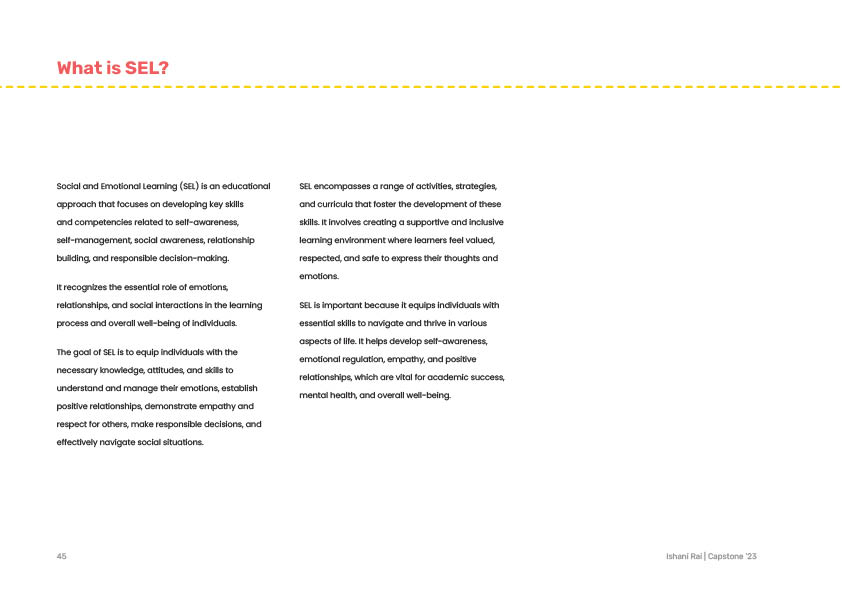 What is SEL?
Social and Emotional Learning (SEL) is an educational
approach that focuses on developing key skills
and competencies related to self-awareness,
self-management, social awareness, relationship
building, and responsible decision-making.
It recognizes the essential role of emotions,
relationships, and social interactions in the learning
process and overall well-being of individuals.
The goal of SEL is to equip individuals with the
necessary knowledge, attitudes, and skills to
understand and manage their emotions, establish
positive relationships, demonstrate empathy and
respect for others, make responsible decisions, and
effectively navigate social situations.
SEL encompasses a range of activities, strategies,
and curricula that foster the development of these
skills. It involves creating a supportive and inclusive
learning environment where learners feel valued,
respected, and safe to express their thoughts and
emotions.
SEL is important because it equips individuals with
essential skills to navigate and thrive in various
aspects of life. It helps develop self-awareness,
emotional regulation, empathy, and positive
relationships, which are vital for academic success,
mental health, and overall well-being.
45
Ishani Rai | Capstone '23